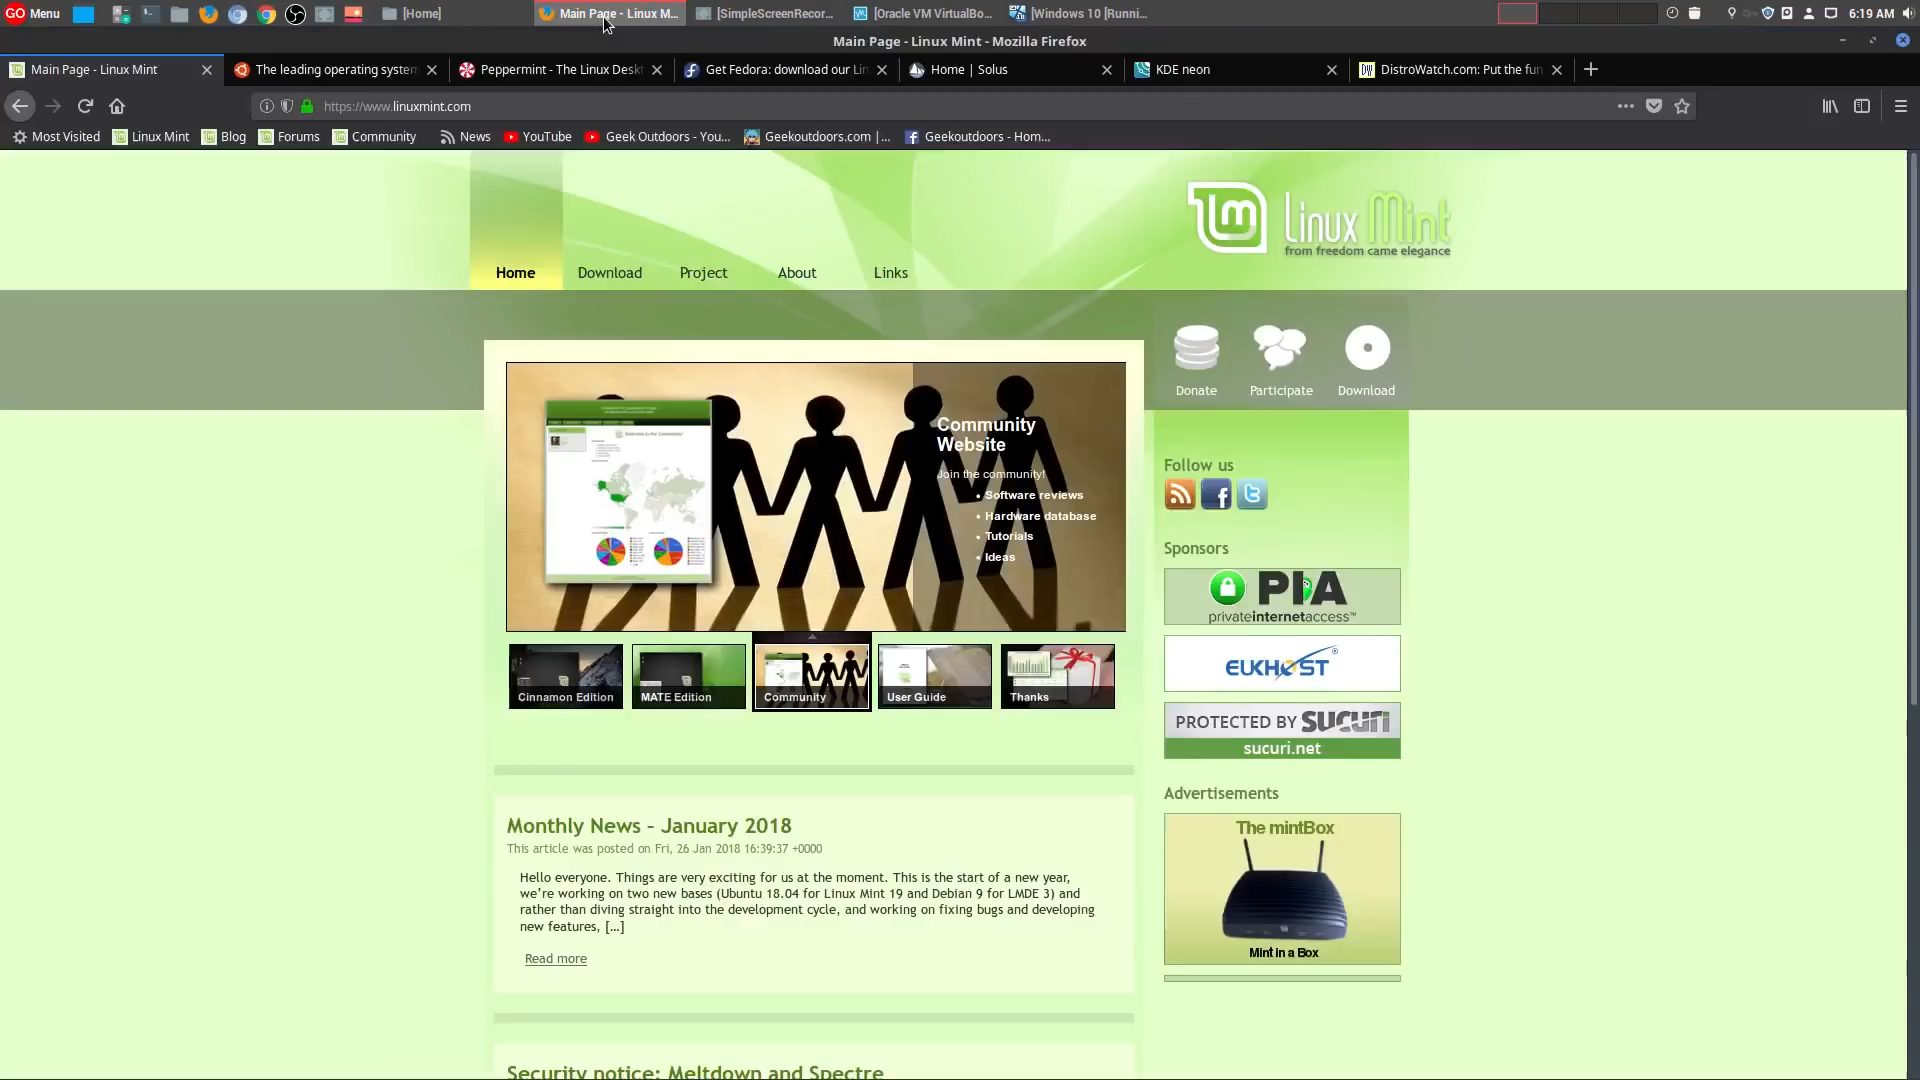 GO Menu
[Home]
Main Page - Linux M...
[SimpleScreenRecor...
[Oracle VM VirtualBo...
[Windows 10 [Runni...
6:19 AM
Main Page - Linux Mint - Mozilla Firefox
Main Page - Linux Mint
The leading operating system
Peppermint - The Linux Deskt
Get Fedora: download our Lin
Home | Solus
KDE neon
DistroWatch.com: Put the fun
https://www.linuxmint.com
Most Visited
Linux Mint
Blog
Forums
Community
News
YouTube
Geek Outdoors - You...
Geekoutdoors.com |...
Geekoutdoors - Hom...
Linux Mint
from freedom came elegance
Home
Download
Project
About
Links
Donate
Participate
Download
Community
Website
Join the community!
• Software reviews
• Hardware database
• Tutorials
• Ideas
Cinnamon Edition
MATE Edition
Community
User Guide
Thanks
Follow us
Sponsors
PIA
privateinternetaccess™
EUKHOST
PROTECTED BY SUCURI
sucuri.net
Advertisements
The mintBox
Mint in a Box
Monthly News – January 2018
This article was posted on Fri, 26 Jan 2018 16:39:37 +0000
Hello everyone. Things are very exciting for us at the moment. This is the start of a new year,
we’re working on two new bases (Ubuntu 18.04 for Linux Mint 19 and Debian 9 for LMDE 3) and
rather than diving straight into the development cycle, and working on fixing bugs and developing
new features, […]
Read more
Security notice: Meltdown and Spectre